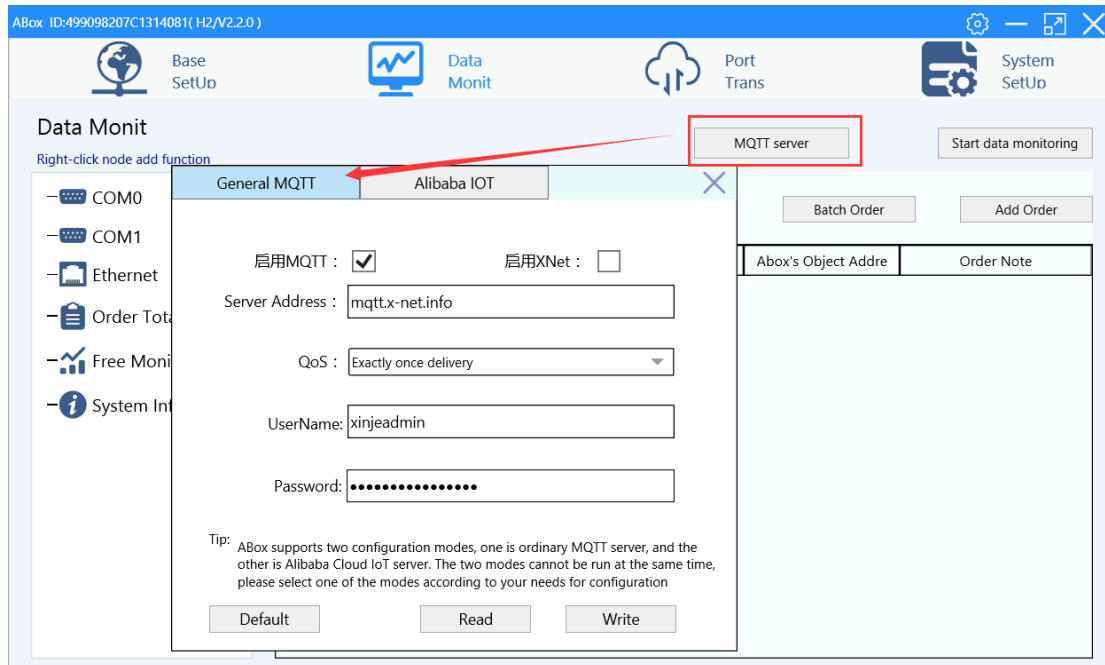 ABox ID:499098207C1314081( H2/V2.2.0 )
Base
SetUp
Data
Monit
Port
Trans
System
SetUp
Data Monit
MQTT server
Start data monitoring
Right-click node add function
General MQTT
Alibaba IOT
COM0
COM1
Ethernet
Order Tota
Free Moni
System Inf
Batch Order
Add Order
Abox's Object Addre
Order Note
启用MQTT：
启用XNet：
Server Address：
mqtt.x-net.info
QoS：
Exactly once delivery
UserName:
xinjeadmin
Password:
••••••••••••••••
Tip:
ABox supports two configuration modes, one is ordinary MQTT server, and the
other is Alibaba Cloud IoT server. The two modes cannot be run at the same time,
please select one of the modes according to your needs for configuration
Default
Read
Write